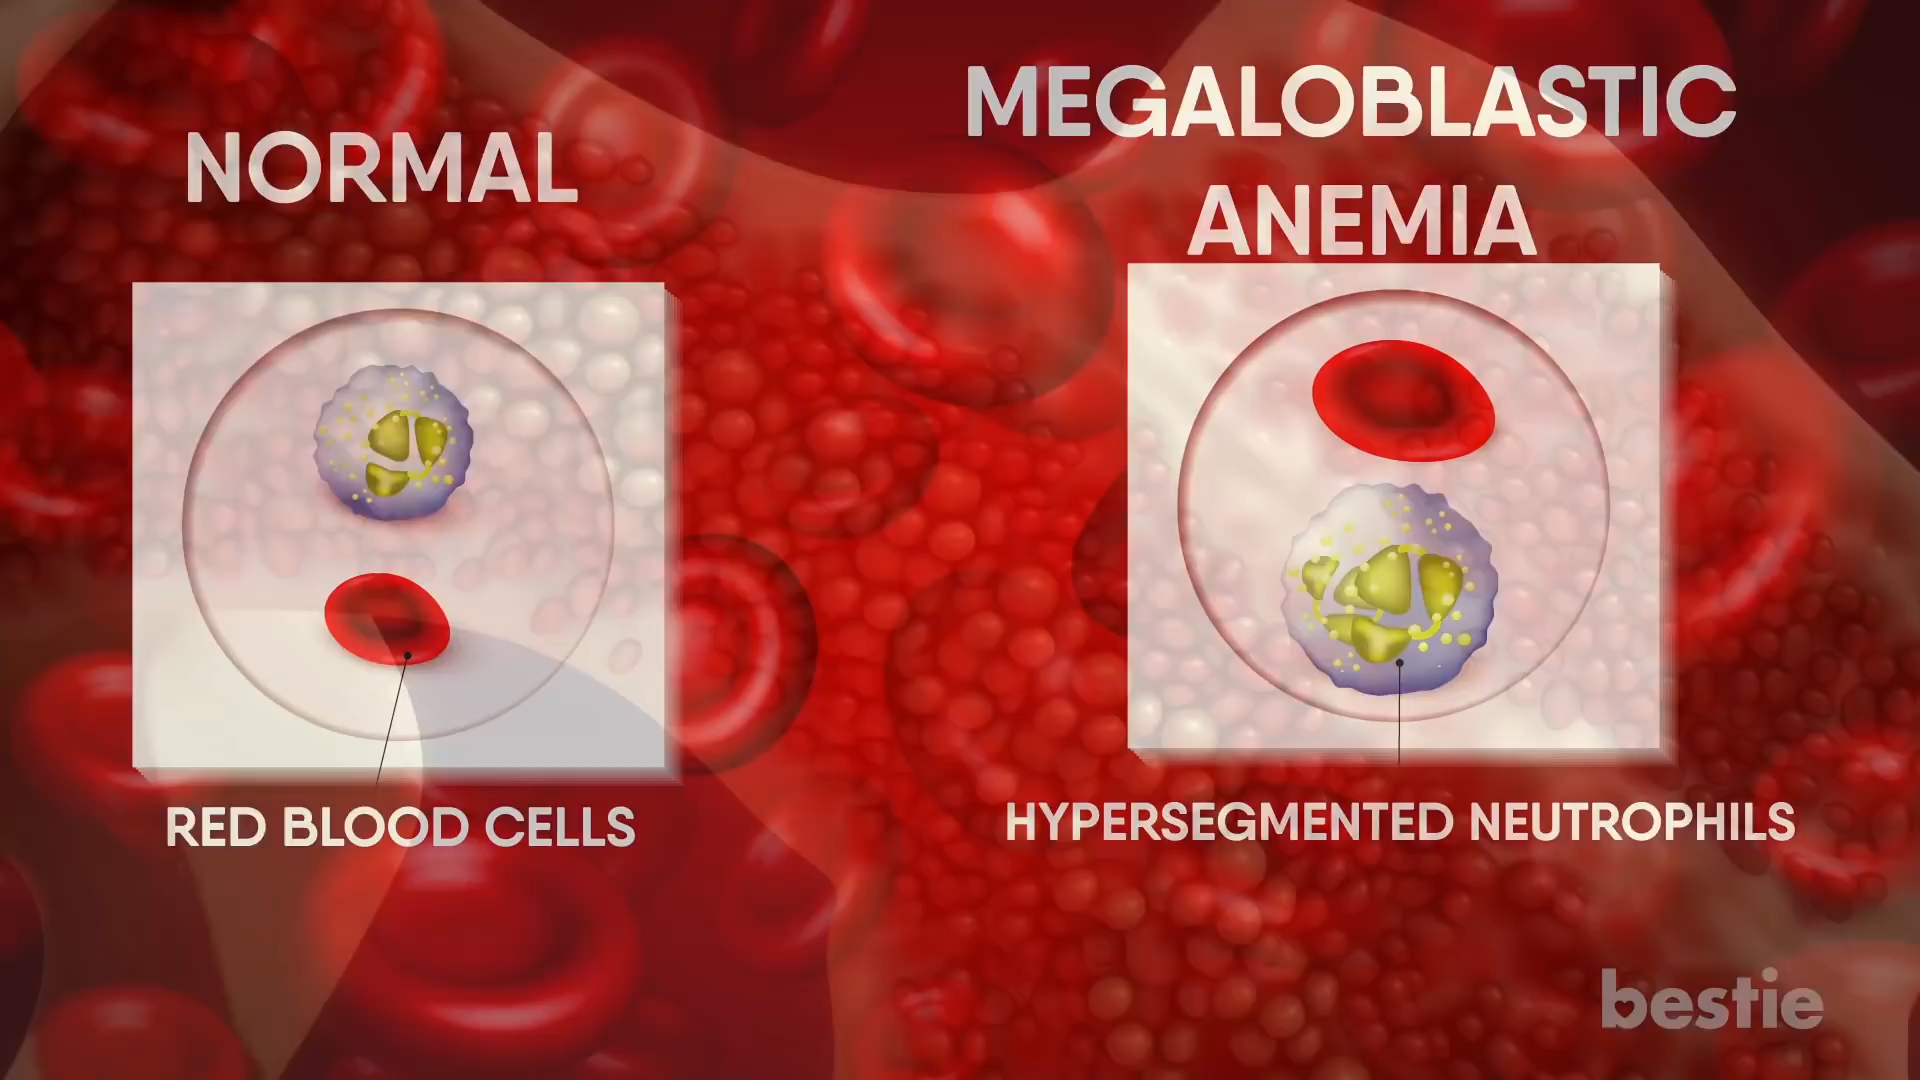 NORMAL
MEGALOBLASTIC
ANEMIA
RED BLOOD CELLS
HYPERSEGMENTED NEUTROPHILS
bestie